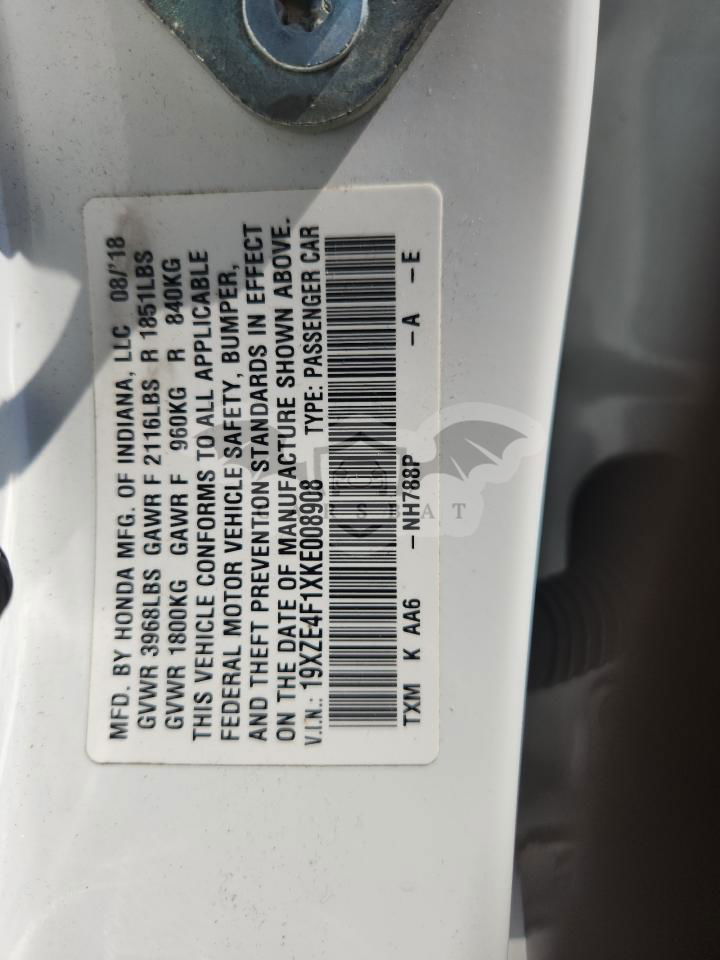 MFD. BY HONDA MFG. OF INDIANA, LLC 08/'18
GVWR 3968LBS GAWR F 2116LBS R 1851LBS
GVWR 1800KG GAWR F 960KG R 840KG
THIS VEHICLE CONFORMS TO ALL APPLICABLE
FEDERAL MOTOR VEHICLE SAFETY, BUMPER,
AND THEFT PREVENTION STANDARDS IN EFFECT
ON THE DATE OF MANUFACTURE SHOWN ABOVE.
V.I.N.: 19XZE4F1XKE008908 TYPE: PASSENGER CAR
TXM K AA6 -NH788P -A -E